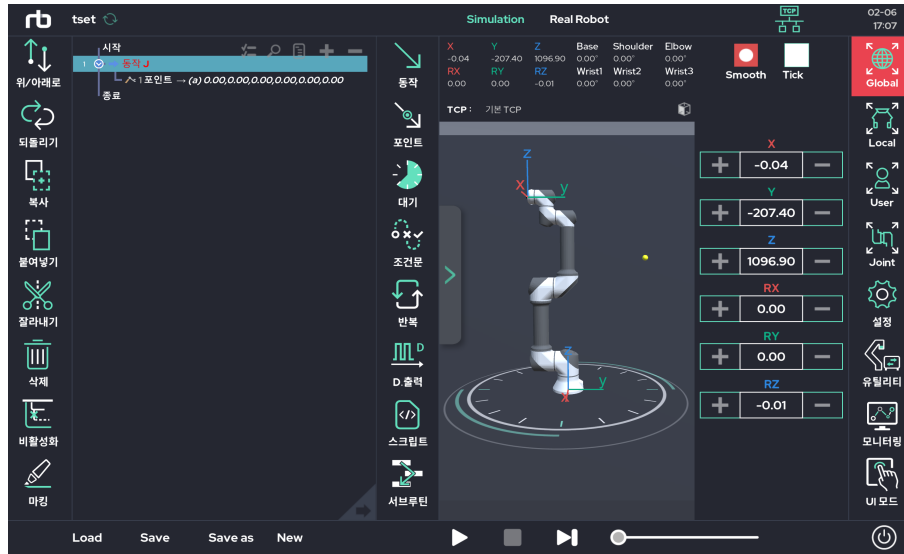 rb
tset
Simulation
Real Robot
TCP
02-06
17:07
위/아래로
되돌리기
복사
붙여넣기
잘라내기
삭제
비활성화
마킹
시작
1 동작 J
1 포인트 → (a) 0.00,0.00,0.00,0.00,0.00,0.00
종료
동작
포인트
대기
조건문
반복
D
D.출력
스크립트
서브루틴
X Y Z Base Shoulder Elbow
-0.04 -207.40 1096.90 0.00° 0.00° 0.00°
RX RY RZ Wrist1 Wrist2 Wrist3
0.00 0.00 -0.01 0.00° 0.00° 0.00°
TCP : 기본 TCP
Z
X
y
Z
y
X
Smooth
Tick
X
-0.04
Y
-207.40
Z
1096.90
RX
0.00
RY
0.00
RZ
-0.01
Global
Local
User
Joint
설정
유틸리티
모니터링
UI 모드
Load
Save
Save as
New